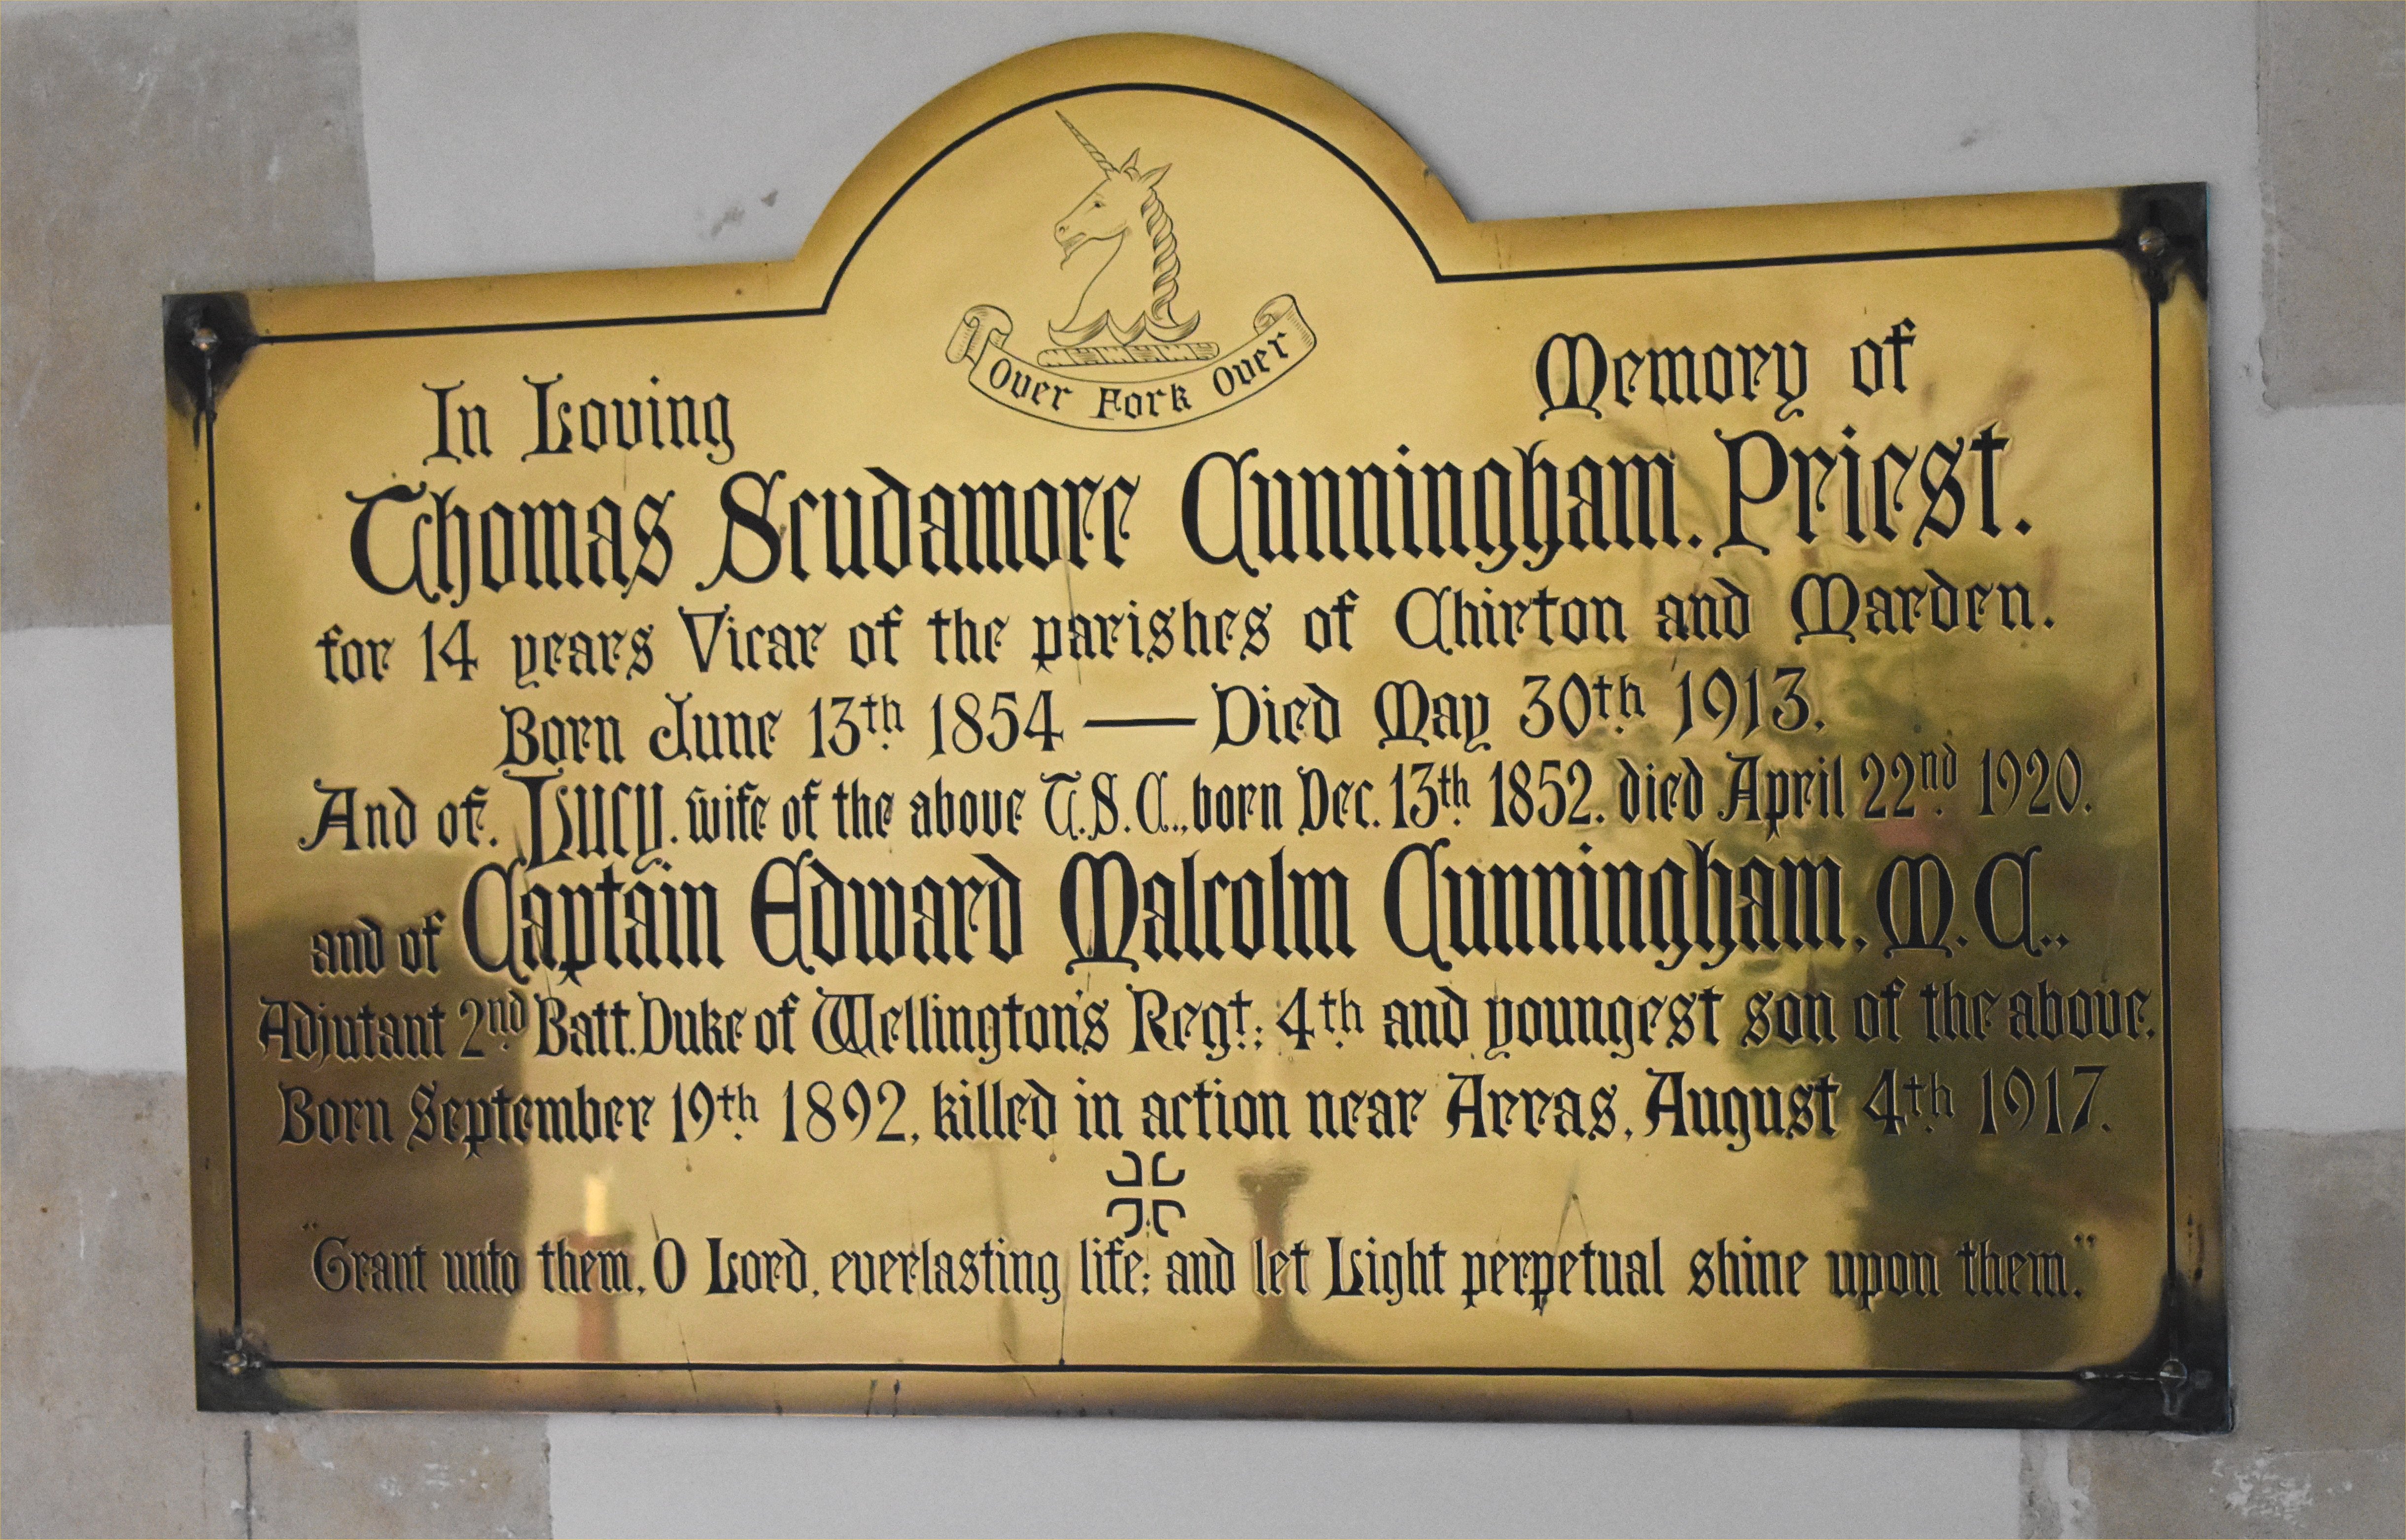 Over Fork Over
In Loving Memory of
Thomas Scudamore Cunningham. Priest.
for 14 years Vicar of the parishes of Chirton and Marden.
Born June 13th 1854 — Died May 30th 1913.
And of. Lucy. wife of the above T.S.C., born Dec. 13th 1852. died April 22nd 1920.
and of Captain Edward Malcolm Cunningham, M.C.,
Adjutant 2nd Batt. Duke of Wellington's Regt.; 4th and youngest son of the above.
Born September 19th 1892, killed in action near Arras, August 4th 1917.
"Grant unto them, O Lord, everlasting life; and let Light perpetual shine upon them."